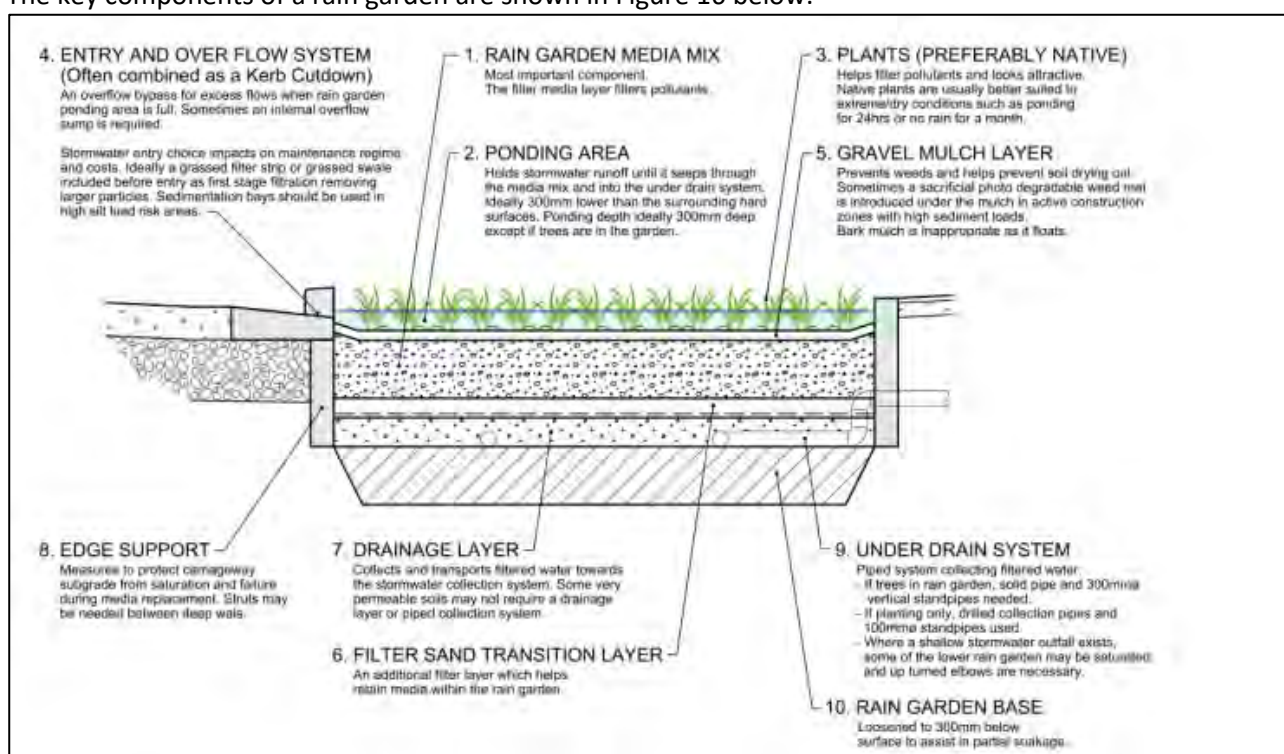 The key components of a rain garden are shown in Figure 10 below:
4. ENTRY AND OVER FLOW SYSTEM
(Often combined as a Kerb Cutdown)
An overflow bypass for excess flows when rain garden
ponding area is full. Sometimes an internal overflow
sump is required.
Stormwater entry choice impacts on maintenance regime
and costs. Ideally a grassed filter strip or grassed swale
included before entry as first stage filtration removing
larger particles. Sedimentation bays should be used in
high silt load risk areas.
1. RAIN GARDEN MEDIA MIX
Most important component.
The filter media layer filters pollutants.
2. PONDING AREA
Holds stormwater runoff until it seeps through
the media mix and into the under drain system.
Ideally 300mm lower than the surrounding hard
surfaces. Ponding depth ideally 300mm deep
except if trees are in the garden.
3. PLANTS (PREFERABLY NATIVE)
Helps filter pollutants and looks attractive.
Native plants are usually better suited to
extreme/dry conditions such as ponding
for 24hrs or no rain for a month.
5. GRAVEL MULCH LAYER
Prevents weeds and helps prevent soil drying out.
Sometimes a sacrificial photo degradable weed mat
is introduced under the mulch in active construction
zones with high sediment loads.
Bark mulch is inappropriate as it floats.
8. EDGE SUPPORT
Measures to protect carriageway
subgrade from saturation and failure
during media replacement. Struts may
be needed between deep walls.
7. DRAINAGE LAYER
Collects and transports filtered water towards
the stormwater collection system. Some very
permeable soils may not require a drainage
layer or piped collection system.
6. FILTER SAND TRANSITION LAYER
An additional filter layer which helps
retain media within the rain garden.
9. UNDER DRAIN SYSTEM
Piped system collecting filtered water.
- If trees in rain garden, solid pipe and 300mmø
vertical standpipes needed.
- If planting only, drilled collection pipes and
100mmø standpipes used.
- Where a shallow stormwater outfall exists,
some of the lower rain garden may be saturated
and up turned elbows are necessary.
10. RAIN GARDEN BASE
Loosened to 300mm below
surface to assist in partial soakage.